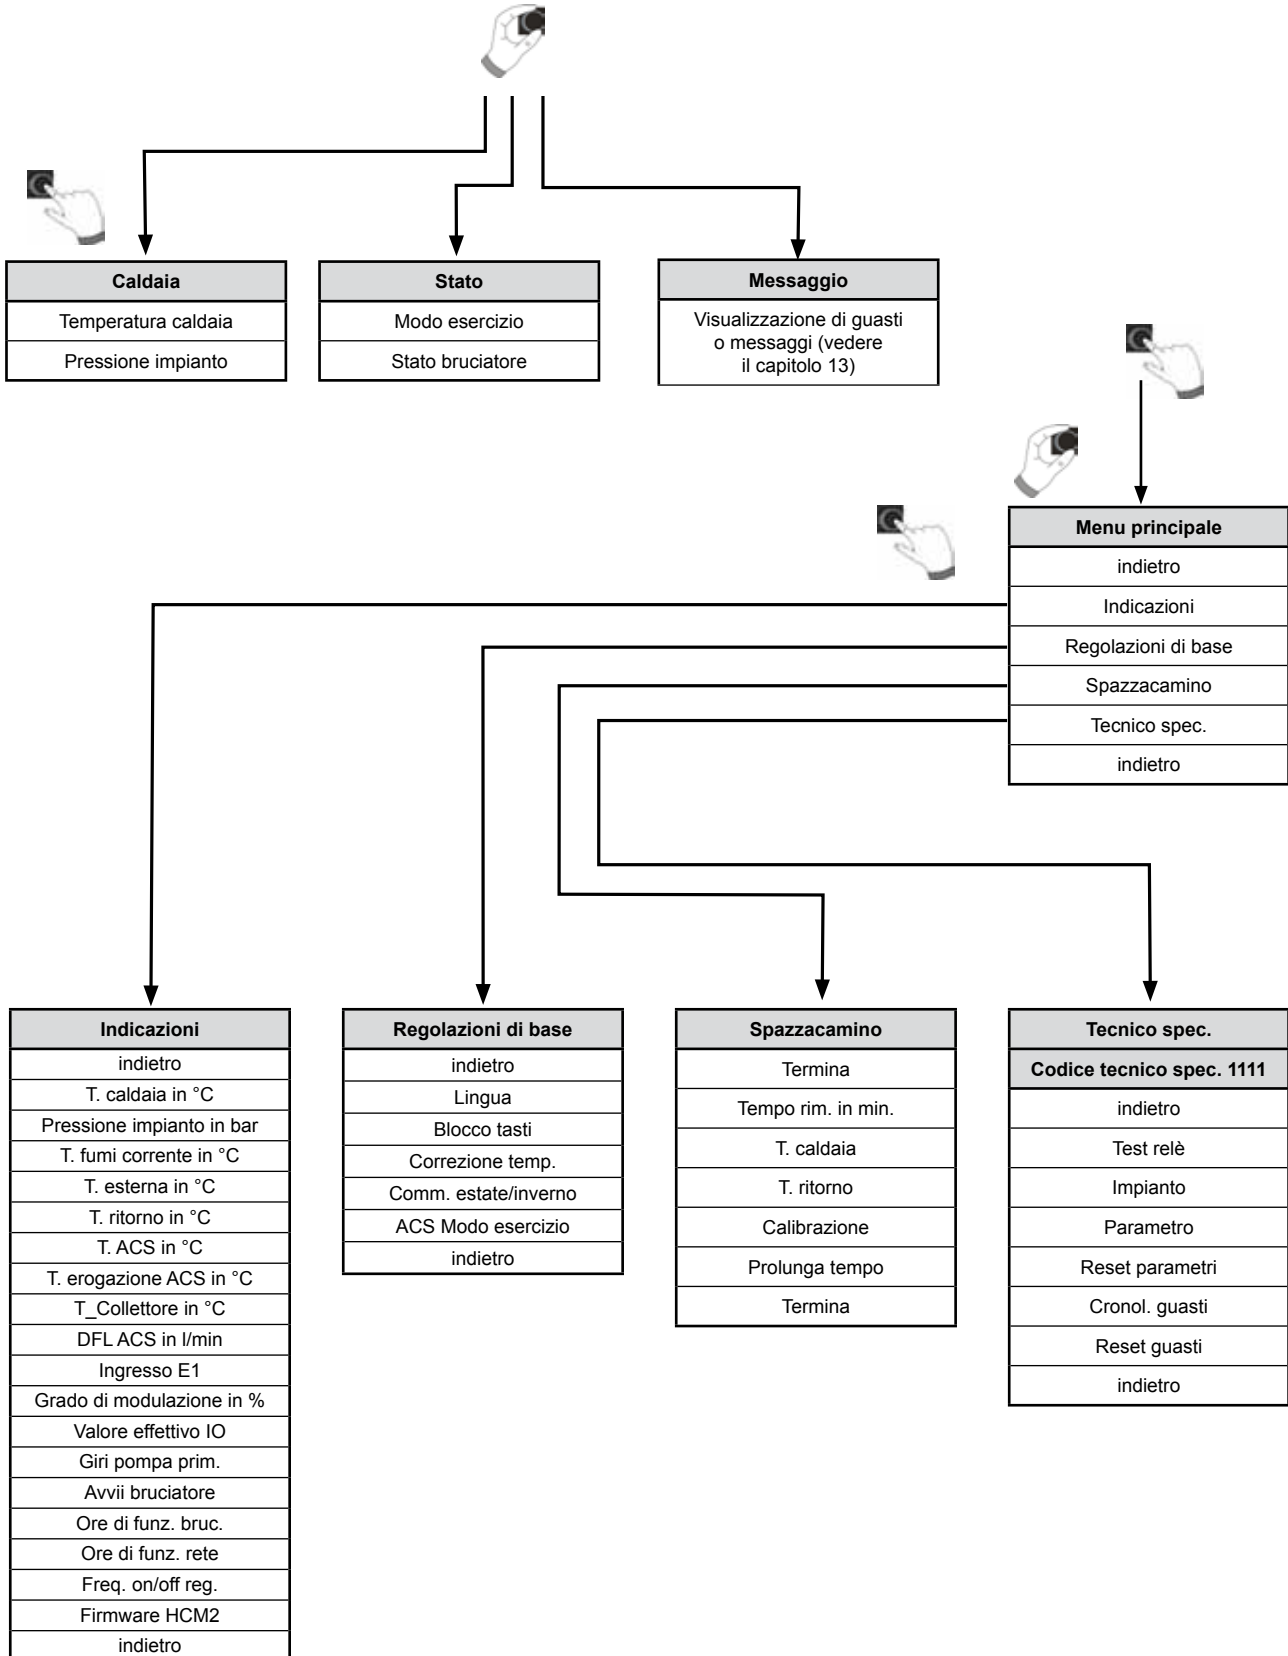 Caldaia
Temperatura caldaia
Pressione impianto
Stato
Modo esercizio
Stato bruciatore
Messaggio
Visualizzazione di guasti
o messaggi (vedere
il capitolo 13)
Menu principale
indietro
Indicazioni
Regolazioni di base
Spazzacamino
Tecnico spec.
indietro
Indicazioni
indietro
T. caldaia in °C
Pressione impianto in bar
T. fumi corrente in °C
T. esterna in °C
T. ritorno in °C
T. ACS in °C
T. erogazione ACS in °C
T_Collettore in °C
DFL ACS in l/min
Ingresso E1
Grado di modulazione in %
Valore effettivo IO
Giri pompa prim.
Avvii bruciatore
Ore di funz. bruc.
Ore di funz. rete
Freq. on/off reg.
Firmware HCM2
indietro
Regolazioni di base
indietro
Lingua
Blocco tasti
Correzione temp.
Comm. estate/inverno
ACS Modo esercizio
indietro
Spazzacamino
Termina
Tempo rim. in min.
T. caldaia
T. ritorno
Calibrazione
Prolunga tempo
Termina
Tecnico spec.
Codice tecnico spec. 1111
indietro
Test relè
Impianto
Parametro
Reset parametri
Cronol. guasti
Reset guasti
indietro